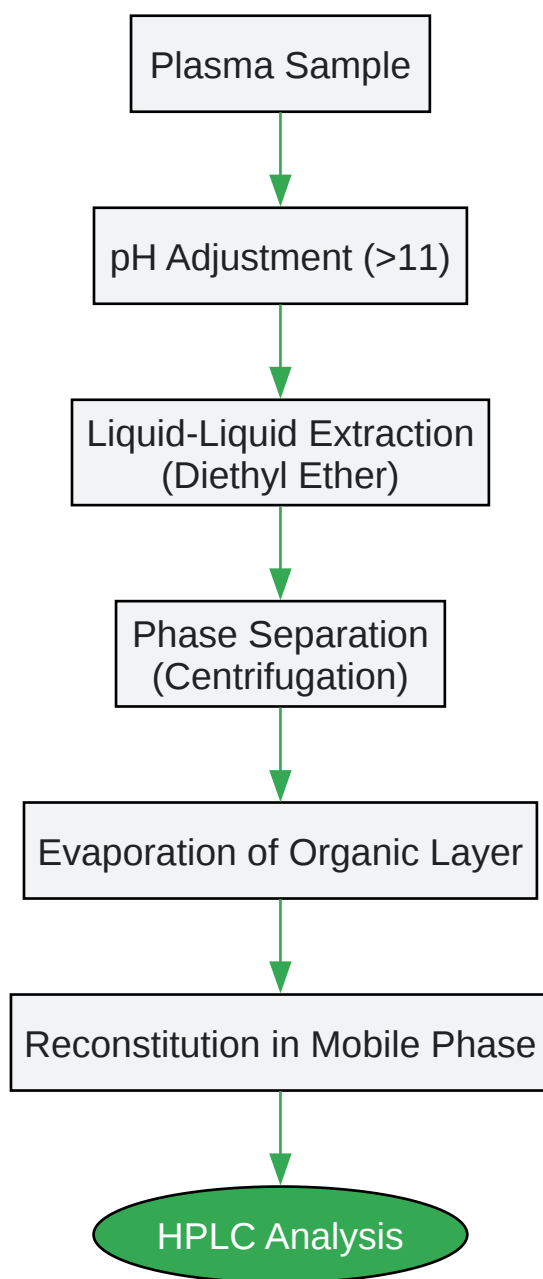 Plasma Sample
pH Adjustment (>11)
Liquid-Liquid Extraction
(Diethyl Ether)
Phase Separation
(Centrifugation)
Evaporation of Organic Layer
Reconstitution in Mobile Phase
HPLC Analysis